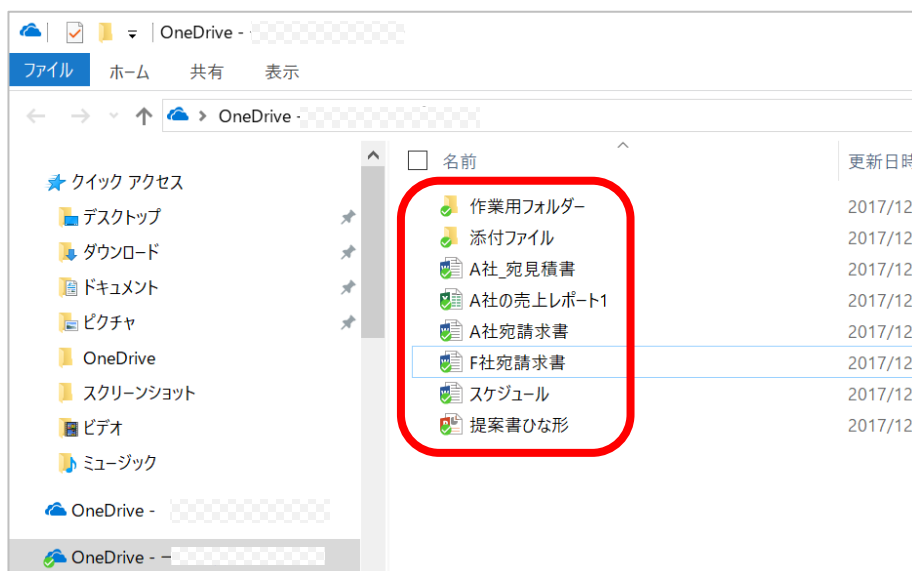 OneDrive -
ファイル ホーム 共有 表示
OneDrive -
名前 更新日時
クイック アクセス
デスクトップ
ダウンロード
ドキュメント
ピクチャ
OneDrive
スクリーンショット
ビデオ
ミュージック
OneDrive -
OneDrive - ー
作業用フォルダー 2017/12
添付ファイル 2017/12
A社_宛見積書 2017/12
A社の売上レポート1 2017/12
A社宛請求書 2017/12
F社宛請求書 2017/12
スケジュール 2017/12
提案書ひな形 2017/12